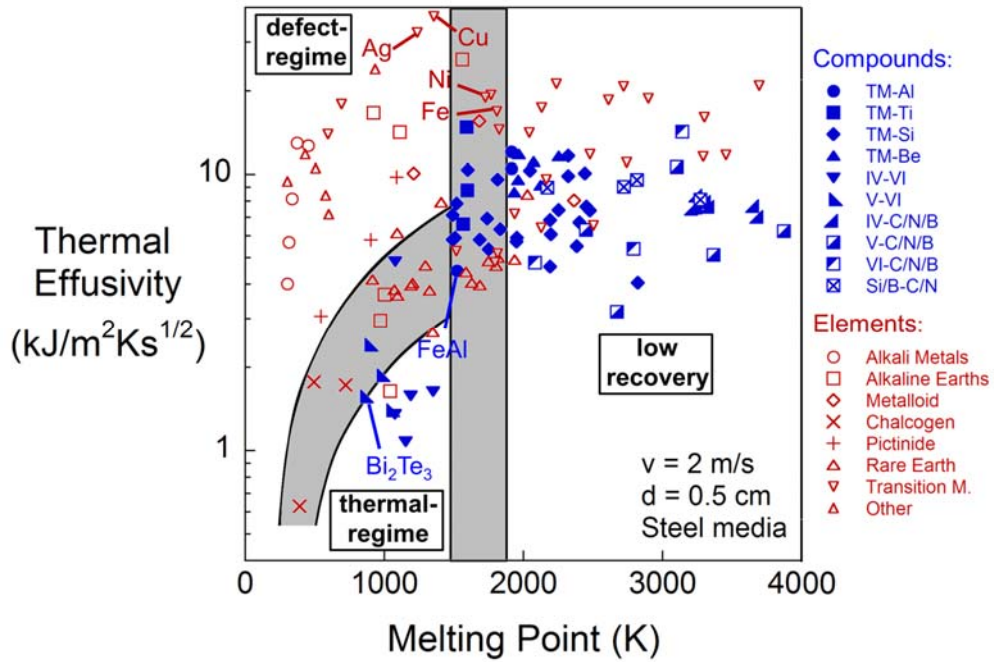 defect-
regime
Ag
Cu
Ni
Fe
FeAl
Bi₂Te₃
thermal-
regime
low
recovery
v = 2 m/s
d = 0.5 cm
Steel media
Thermal
Effusivity
(kJ/m²Ks¹/²)
10
1
0
1000
2000
3000
4000
Melting Point (K)
Compounds:
TM-Al
TM-Ti
TM-Si
TM-Be
IV-VI
V-VI
IV-C/N/B
V-C/N/B
VI-C/N/B
Si/B-C/N
Elements:
Alkali Metals
Alkaline Earths
Metalloid
Chalcogen
Pictinide
Rare Earth
Transition M.
Other